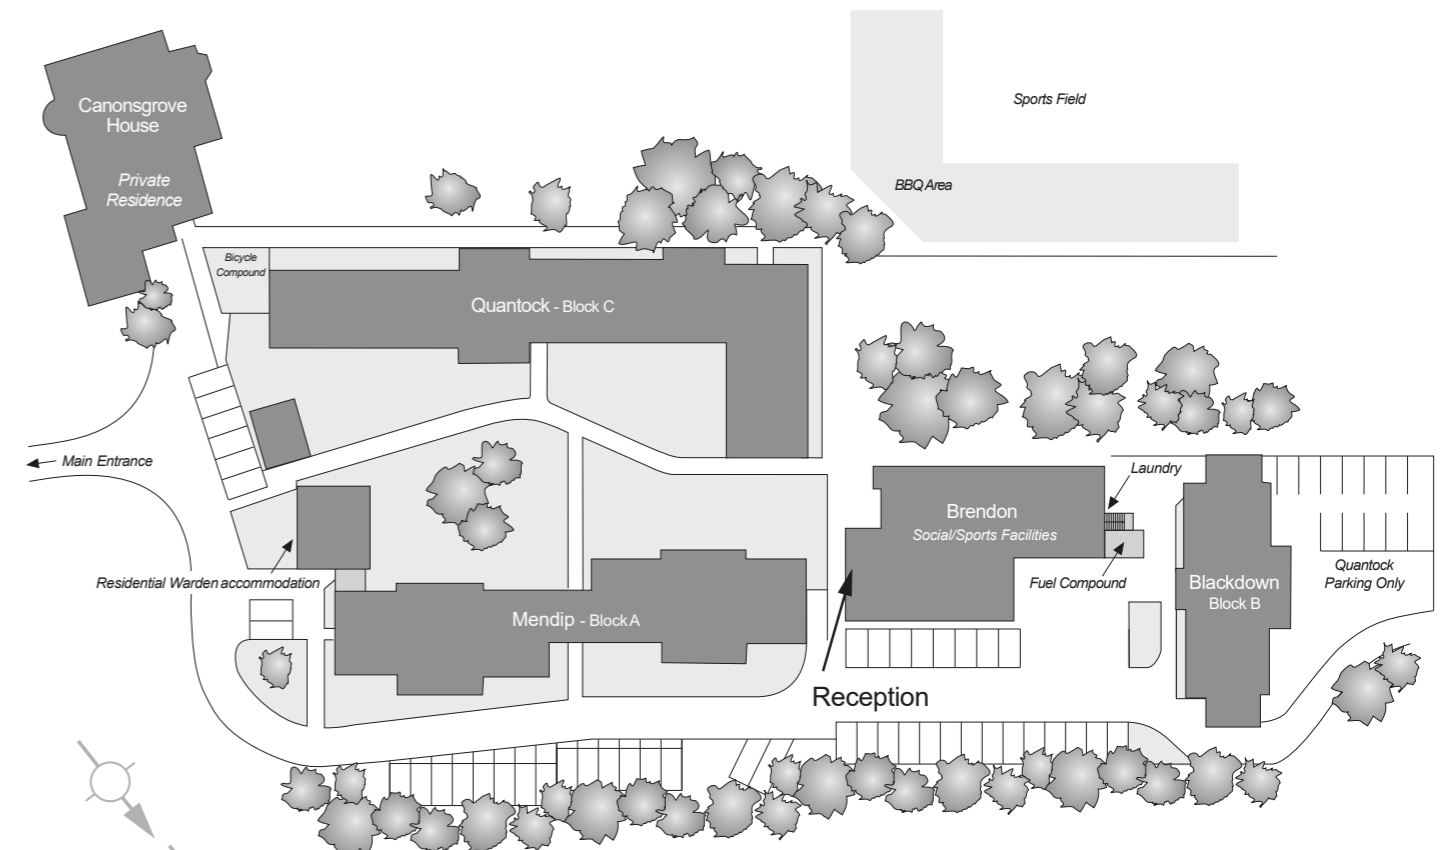 Canonsgrove
House
Private
Residence
Sports Field
BBQ Area
Bicycle
Compound
Quantock - Block C
Main Entrance
Laundry
Brendon
Social/Sports Facilities
Residential Warden accommodation
Fuel Compound
Blackdown
Block B
Quantock
Parking Only
Mendip - Block A
Reception